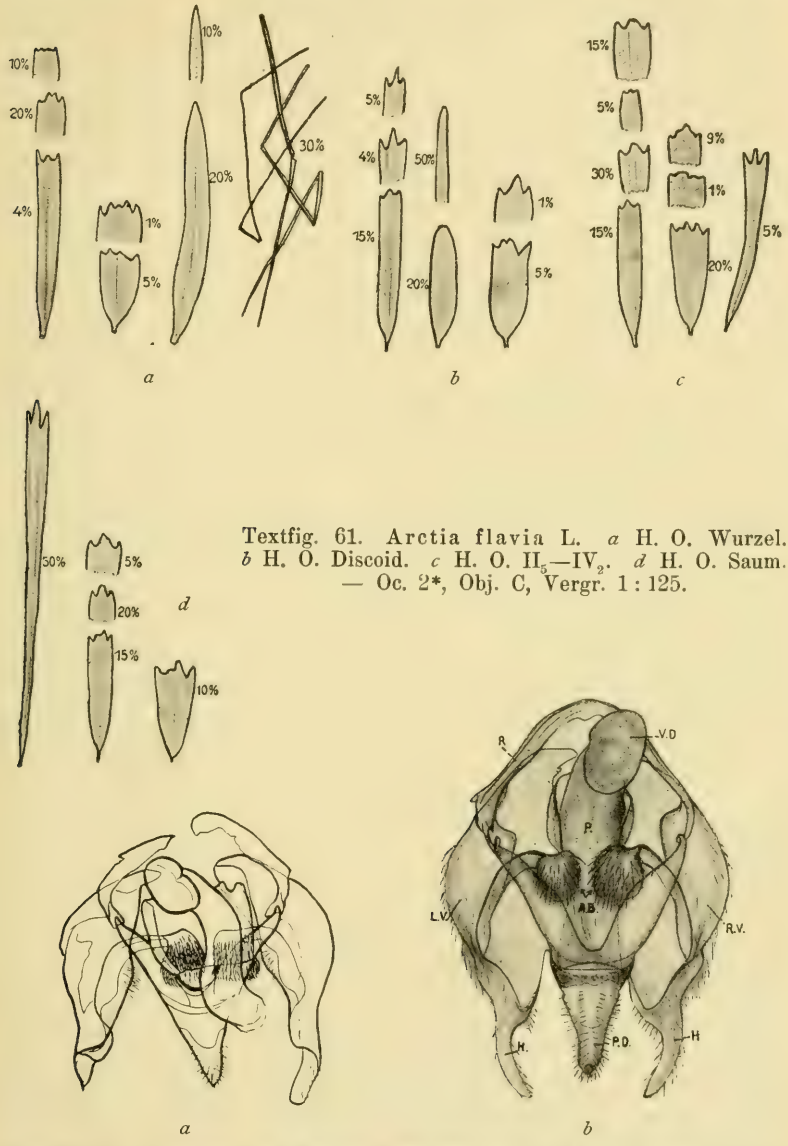 10%
20%
4%
1%
5%
10%
20%
30%
a
5%
4%
15%
50%
20%
1%
5%
b
15%
5%
30%
15%
9%
1%
20%
5%
c
50%
5%
20%
15%
10%
d
Textfig. 61. Arctia flavia L. a H. O. Wurzel.
b H. O. Discoid. c H. O. II₅—IV₂. d H. O. Saum.
— Oc. 2*, Obj. C, Vergr. 1 : 125.
a
R.
V.D
P.
A.B.
L.V.
R.V.
H.
P.D.
H
b